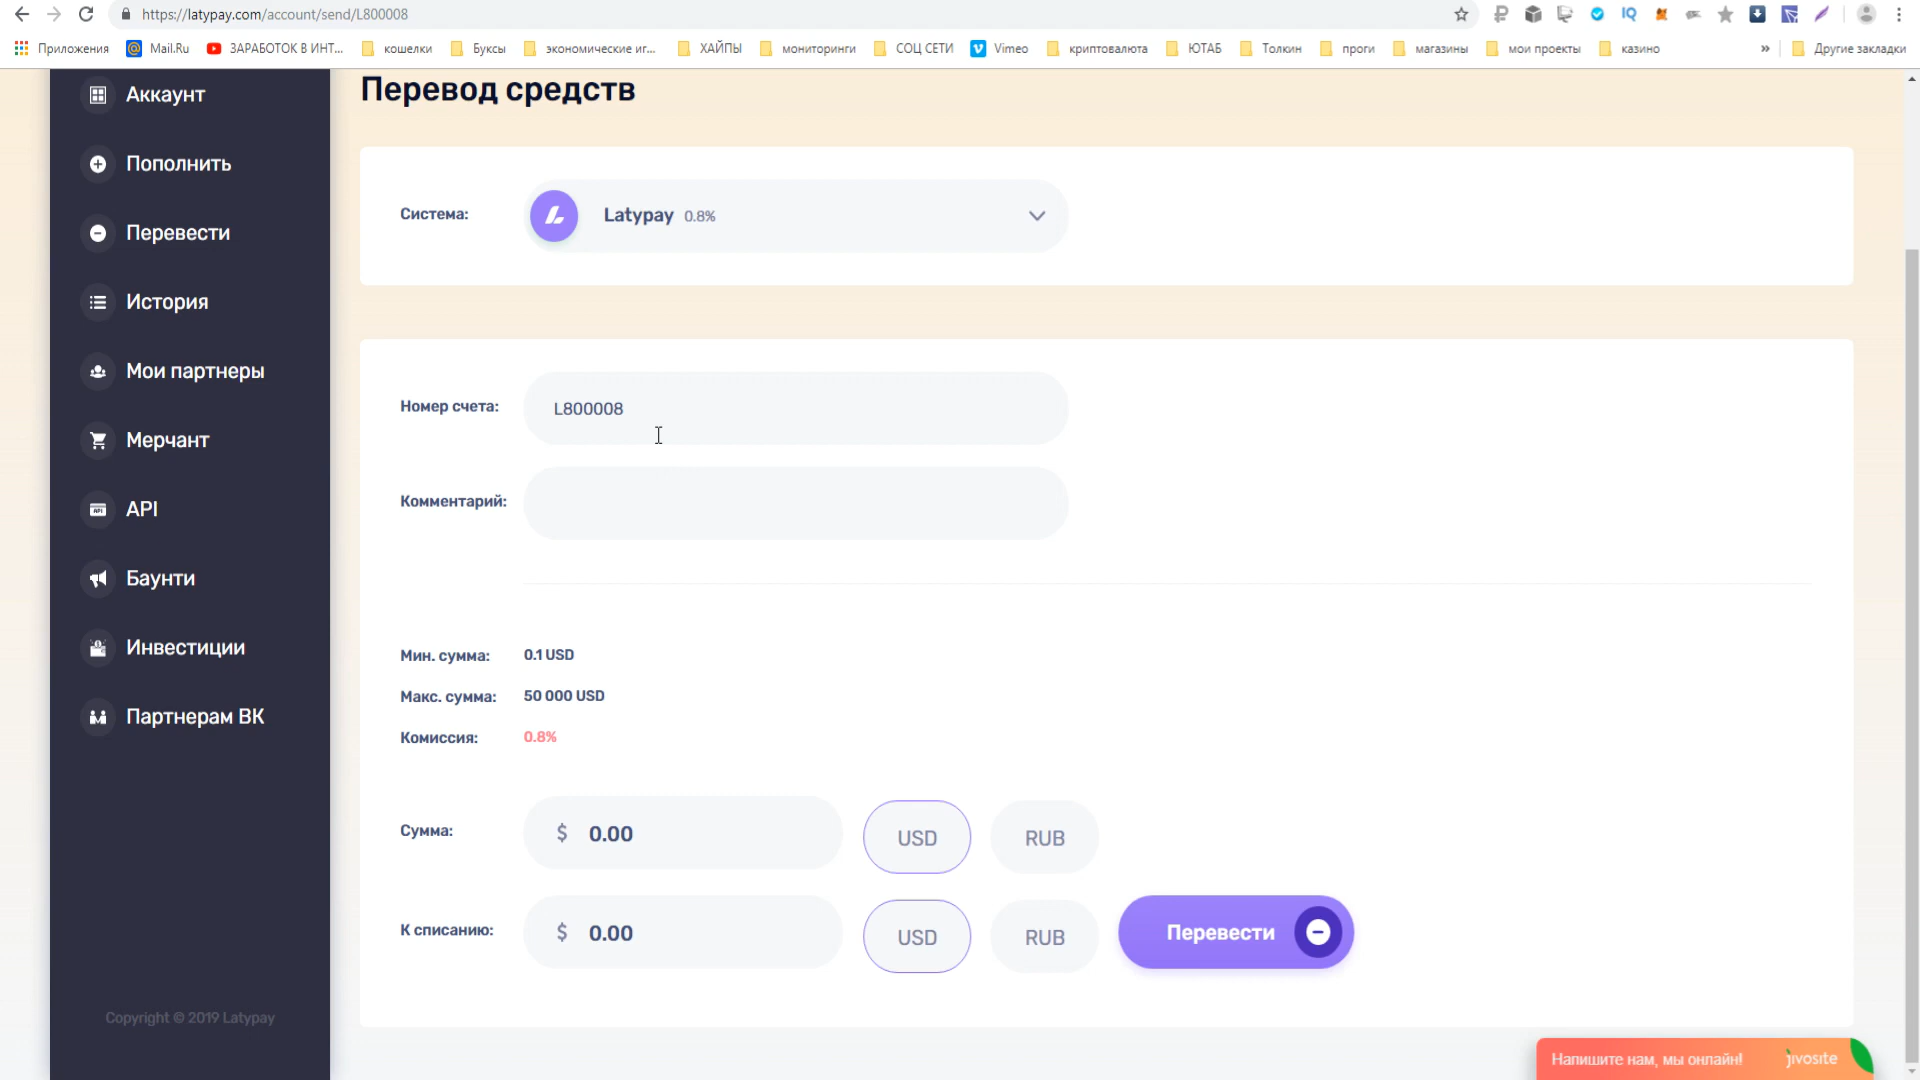 https://latypay.com/account/send/L800008
Приложения
Mail.Ru
ЗАРАБОТОК В ИНТ...
кошелки
Буксы
экономические иг...
ХАЙПЫ
мониторинги
СОЦ СЕТИ
Vimeo
криптовалюта
ЮТАБ
Толкин
проги
магазины
мои проекты
казино
»
Другие закладки
Аккаунт
Пополнить
Перевести
История
Мои партнеры
Мерчант
API
Баунти
Инвестиции
Партнерам ВК
Copyright © 2019 Latypay
Перевод средств
Система:
Latypay 0.8%
Номер счета:
L800008
Комментарий:
Мин. сумма: 0.1 USD
Макс. сумма: 50 000 USD
Комиссия: 0.8%
Сумма: $ 0.00 USD RUB
К списанию: $ 0.00 USD RUB
Перевести
Напишите нам, мы онлайн! jivosite